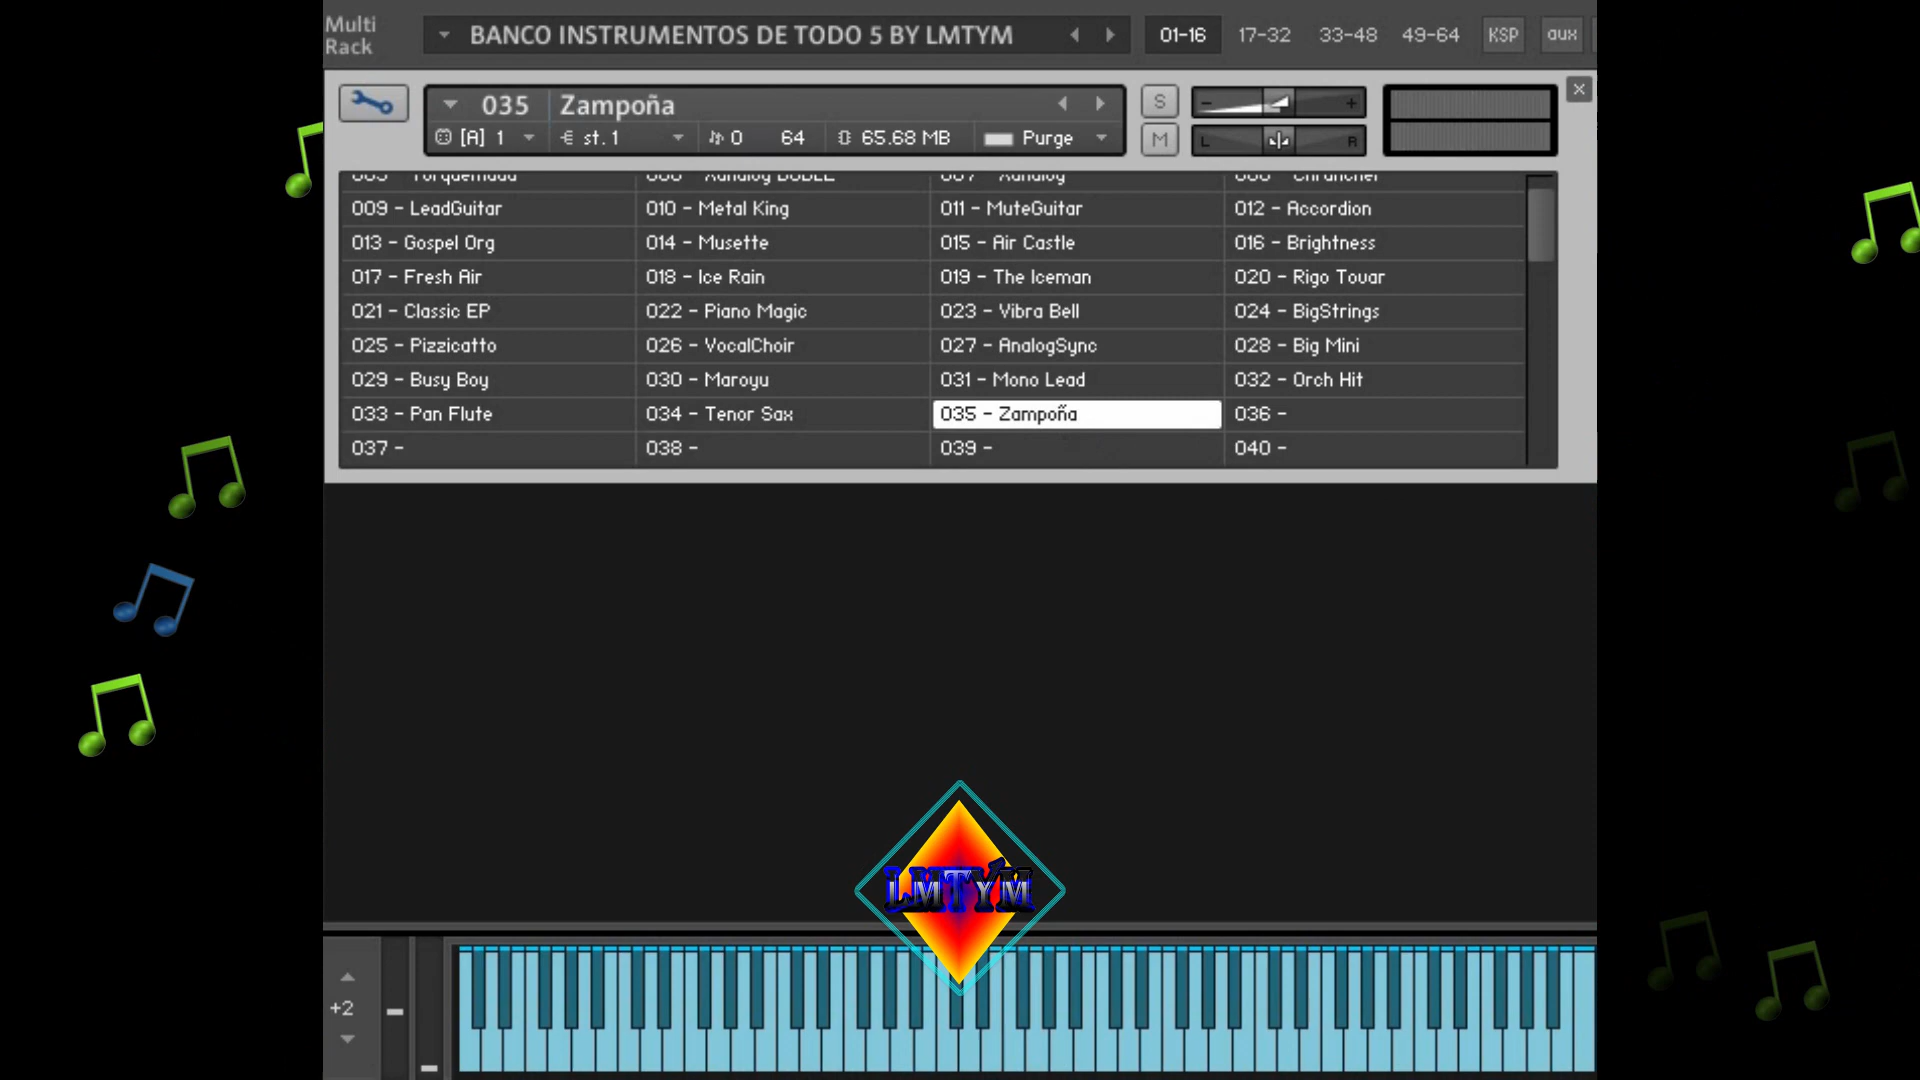 Multi
Rack
BANCO INSTRUMENTOS DE TODO 5 BY LMTYM
01-16 17-32 33-48 49-64 KSP aux
035 Zampoña
S
[A] 1 st. 1 0 64 65.68 MB Purge
M
L R
009 - LeadGuitar 010 - Metal King 011 - MuteGuitar 012 - Accordion
013 - Gospel Org 014 - Musette 015 - Air Castle 016 - Brightness
017 - Fresh Air 018 - Ice Rain 019 - The Iceman 020 - Rigo Tovar
021 - Classic EP 022 - Piano Magic 023 - Vibra Bell 024 - BigStrings
025 - Pizzicatto 026 - VocalChoir 027 - AnalogSync 028 - Big Mini
029 - Busy Boy 030 - Maroyu 031 - Mono Lead 032 - Orch Hit
033 - Pan Flute 034 - Tenor Sax 035 - Zampoña 036 -
037 - 038 - 039 - 040 -
LMTÝM
+2